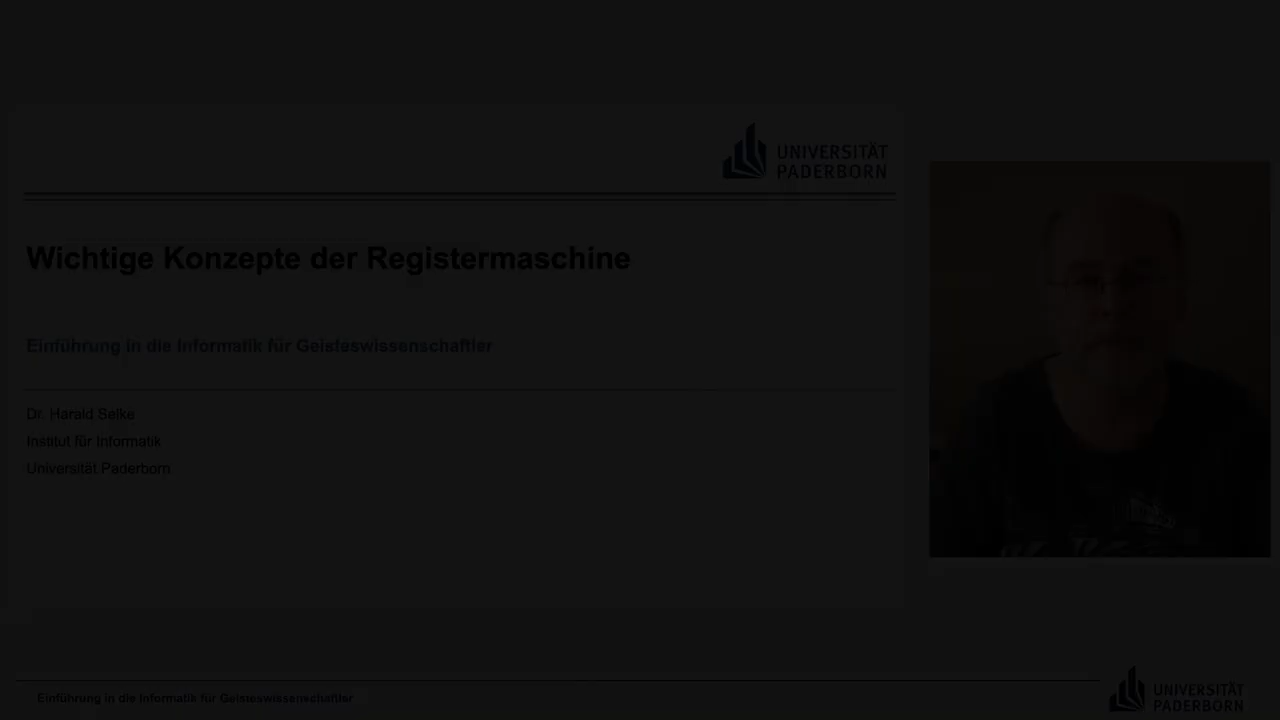 UNIVERSITÄT
PADERBORN
Wichtige Konzepte der Registermaschine
Einführung in die Informatik für Geisteswissenschaftler
Dr. Harald Selke
Institut für Informatik
Universität Paderborn
Einführung in die Informatik für Geisteswissenschaftler
UNIVERSITÄT
PADERBORN